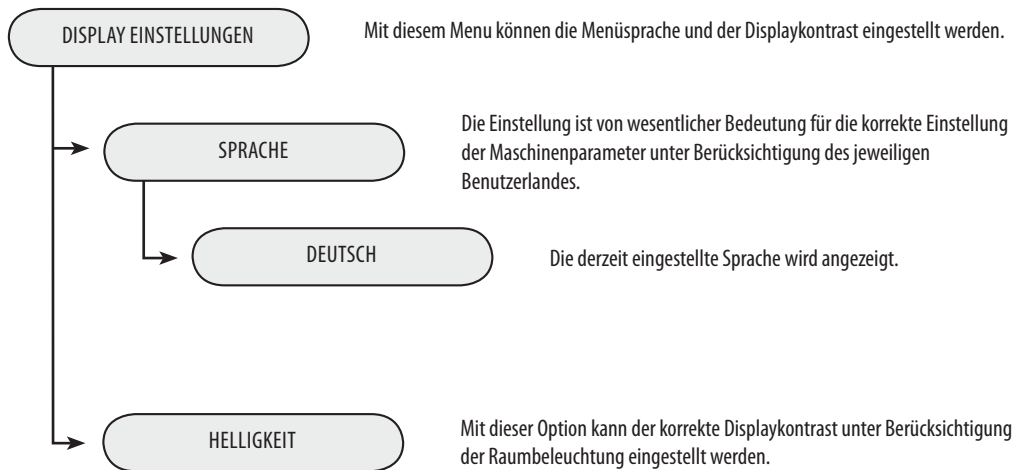 DISPLAY EINSTELLUNGEN
Mit diesem Menu können die Menüsprache und der Displaykontrast eingestellt werden.
SPRACHE
Die Einstellung ist von wesentlicher Bedeutung für die korrekte Einstellung
der Maschinenparameter unter Berücksichtigung des jeweiligen
Benutzerlandes.
DEUTSCH
Die derzeit eingestellte Sprache wird angezeigt.
HELLIGKEIT
Mit dieser Option kann der korrekte Displaykontrast unter Berücksichtigung
der Raumbeleuchtung eingestellt werden.